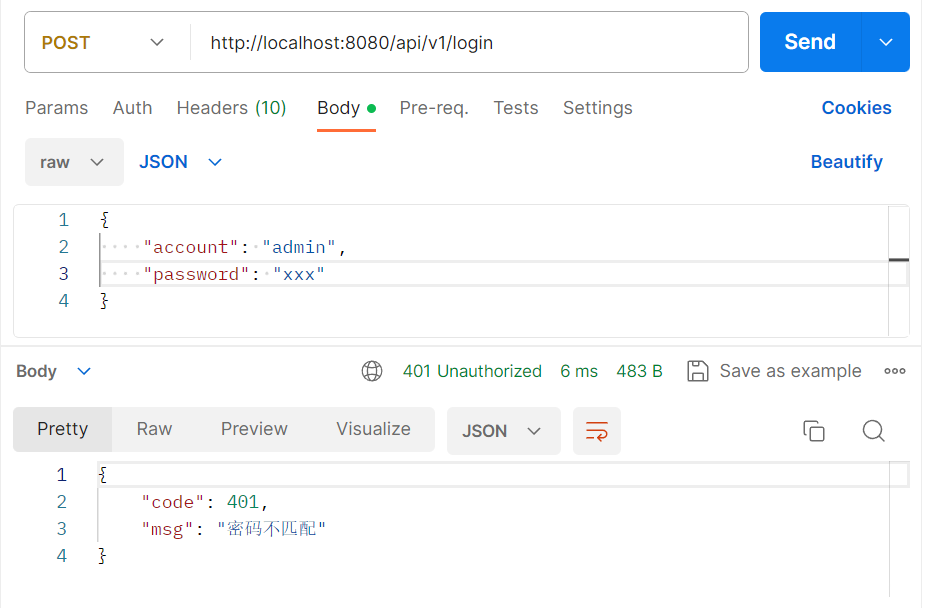 POST http://localhost:8080/api/v1/login Send
Params Auth Headers (10) Body Pre-req. Tests Settings Cookies
raw JSON Beautify
1 {
2 "account": "admin",
3 "password": "xxx"
4 }
Body 401 Unauthorized 6 ms 483 B Save as example
Pretty Raw Preview Visualize JSON
1 {
2 "code": 401,
3 "msg": "密码不匹配"
4 }